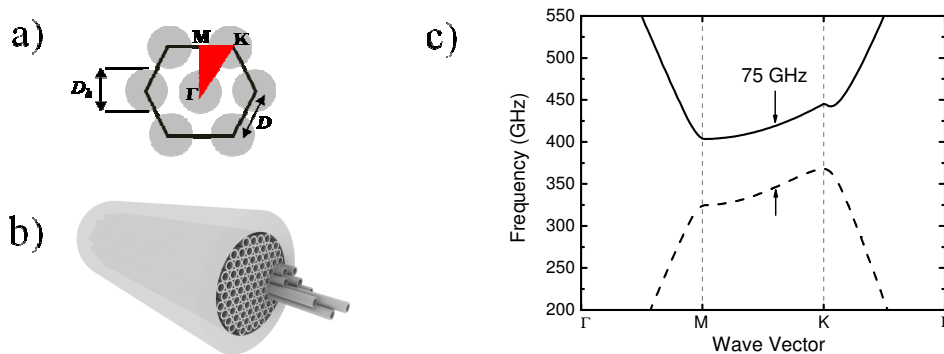 a)
M
K
D_h
Γ
D
b)
c)
550
500
450
400
350
300
250
200
Frequency (GHz)
75 GHz
Γ
M
K
Wave Vector